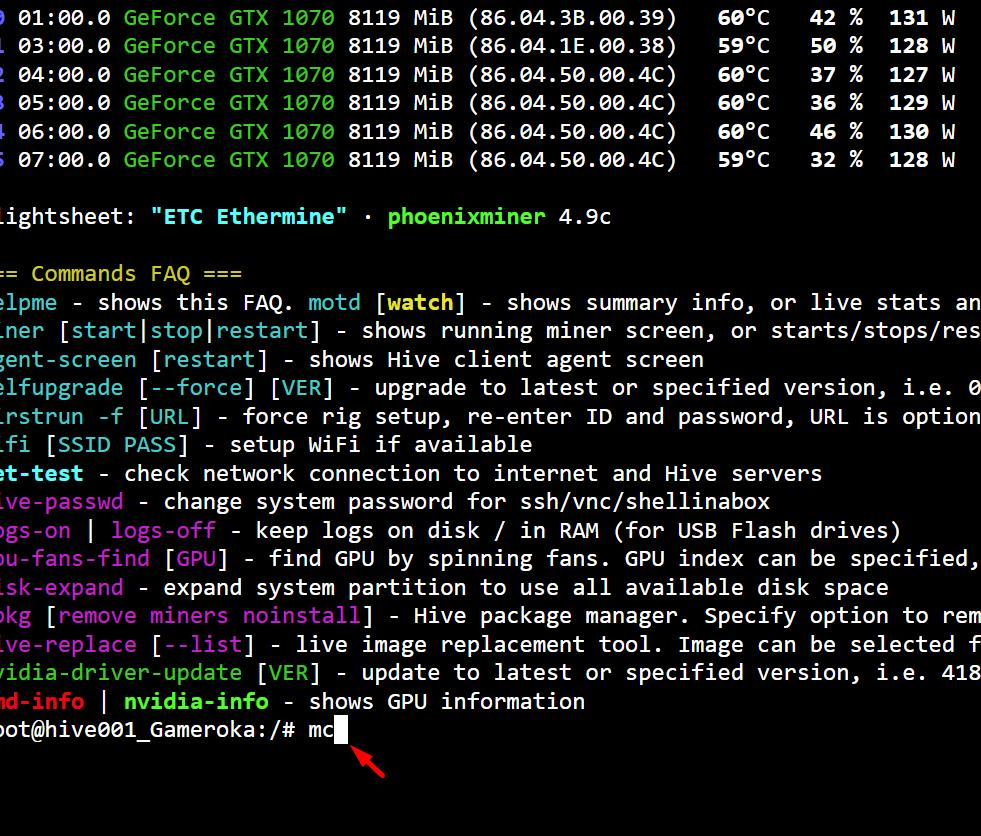 0 01:00.0 GeForce GTX 1070 8119 MiB (86.04.3B.00.39) 60°C 42 % 131 W
1 03:00.0 GeForce GTX 1070 8119 MiB (86.04.1E.00.38) 59°C 50 % 128 W
2 04:00.0 GeForce GTX 1070 8119 MiB (86.04.50.00.4C) 60°C 37 % 127 W
3 05:00.0 GeForce GTX 1070 8119 MiB (86.04.50.00.4C) 60°C 36 % 129 W
4 06:00.0 GeForce GTX 1070 8119 MiB (86.04.50.00.4C) 60°C 46 % 130 W
5 07:00.0 GeForce GTX 1070 8119 MiB (86.04.50.00.4C) 59°C 32 % 128 W
lightsheet: "ETC Ethermine" · phoenixminer 4.9c
== Commands FAQ ===
elpme - shows this FAQ. motd [watch] - shows summary info, or live stats an
iner [start|stop|restart] - shows running miner screen, or starts/stops/res
gent-screen [restart] - shows Hive client agent screen
elfupgrade [--force] [VER] - upgrade to latest or specified version, i.e. 0
irstrun -f [URL] - force rig setup, re-enter ID and password, URL is option
ifi [SSID PASS] - setup WiFi if available
et-test - check network connection to internet and Hive servers
ive-passwd - change system password for ssh/vnc/shellinabox
ogs-on | logs-off - keep logs on disk / in RAM (for USB Flash drives)
pu-fans-find [GPU] - find GPU by spinning fans. GPU index can be specified,
isk-expand - expand system partition to use all available disk space
pkg [remove miners noinstall] - Hive package manager. Specify option to rem
ive-replace [--list] - live image replacement tool. Image can be selected f
vidia-driver-update [VER] - update to latest or specified version, i.e. 418
md-info | nvidia-info - shows GPU information
oot@hive001_Gameroka:/# mc